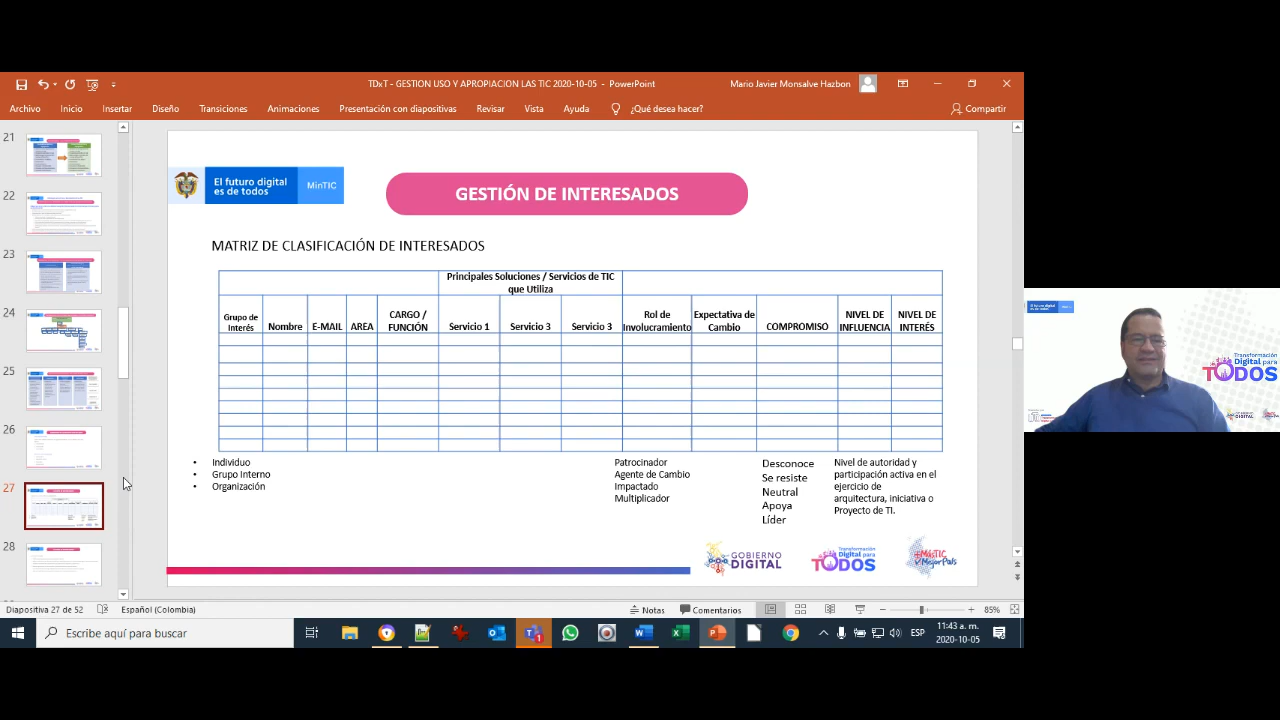 TDxT - GESTION USO Y APROPIACION LAS TIC 2020-10-05 - PowerPoint
Mario Javier Monsalve Hazbon
Archivo Inicio Insertar Diseño Transiciones Animaciones Presentación con diapositivas Revisar Vista Ayuda ¿Qué desea hacer? Compartir
21
22
23
24
25
26
27
28
El futuro digital
es de todos
MinTIC
GESTIÓN DE INTERESADOS
MATRIZ DE CLASIFICACIÓN DE INTERESADOS
Principales Soluciones / Servicios de TIC
que Utiliza
Grupo de
Interés
Nombre
E-MAIL
AREA
CARGO /
FUNCIÓN
Servicio 1
Servicio 3
Servicio 3
Rol de
Involucramiento
Expectativa de
Cambio
COMPROMISO
NIVEL DE
INFLUENCIA
NIVEL DE
INTERÉS
• Individuo
• Grupo Interno
• Organización
Patrocinador
Agente de Cambio
Impactado
Multiplicador
Desconoce
Se resiste
Neutral
Apoya
Líder
Nivel de autoridad y
participación activa en el
ejercicio de
arquitectura, iniciativa o
Proyecto de TI.
GOBIERNO
DIGITAL
Transformación
Digital para
TODOS
+MásTIC
MejorPaís
Transformación
Digital para
TODOS
Diapositiva 27 de 52
Español (Colombia)
Notas
Comentarios
85%
Escribe aquí para buscar
1
ESP
11:43 a. m.
2020-10-05